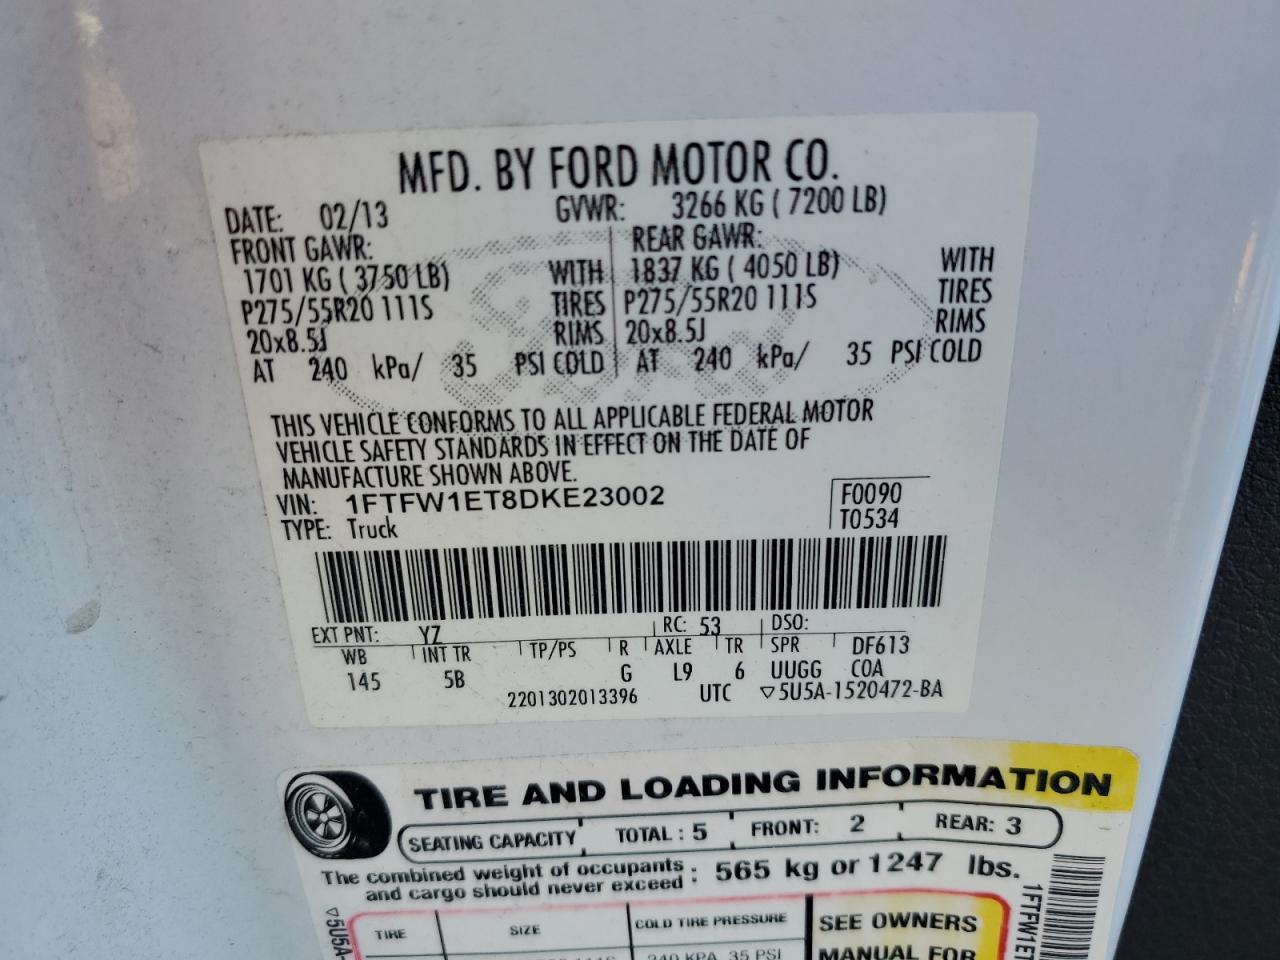 MFD. BY FORD MOTOR CO.
DATE: 02/13 GVWR: 3266 KG ( 7200 LB)
FRONT GAWR: REAR GAWR:
1701 KG ( 3750 LB) WITH 1837 KG ( 4050 LB) WITH
P275/55R20 111S TIRES P275/55R20 111S TIRES
20x8.5J RIMS 20x8.5J RIMS
AT 240 kPa/ 35 PSI COLD AT 240 kPa/ 35 PSI COLD
THIS VEHICLE CONFORMS TO ALL APPLICABLE FEDERAL MOTOR
VEHICLE SAFETY STANDARDS IN EFFECT ON THE DATE OF
MANUFACTURE SHOWN ABOVE.
VIN: 1FTFW1ET8DKE23002 F0090
TYPE: Truck T0534
EXT PNT: YZ RC: 53 DSO:
WB INT TR TP/PS R AXLE TR SPR DF613
145 5B G L9 6 UUGG COA
2201302013396 UTC ▽5U5A-1520472-BA
TIRE AND LOADING INFORMATION
SEATING CAPACITY TOTAL : 5 FRONT: 2 REAR: 3
The combined weight of occupants
and cargo should never exceed : 565 kg or 1247 lbs.
TIRE SIZE COLD TIRE PRESSURE SEE OWNERS
240 KPA, 35 PSI MANUAL FOR
▽5U5A-
1FTFW1ET